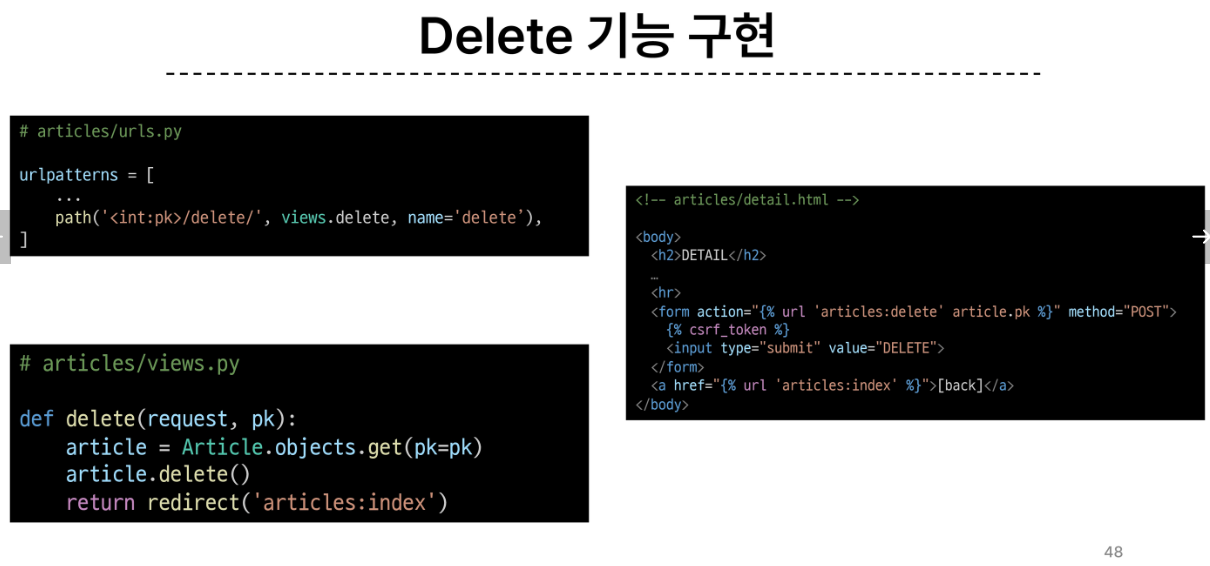 Delete 기능 구현
# articles/urls.py
urlpatterns = [
    ...
    path('<int:pk>/delete/', views.delete, name='delete’),
]
# articles/views.py
def delete(request, pk):
    article = Article.objects.get(pk=pk)
    article.delete()
    return redirect('articles:index')
<!-- articles/detail.html -->
<body>
  <h2>DETAIL</h2>
  …
  <hr>
  <form action="{% url 'articles:delete' article.pk %}" method="POST">
    {% csrf_token %}
    <input type="submit" value="DELETE">
  </form>
  <a href="{% url 'articles:index' %}">[back]</a>
</body>
48